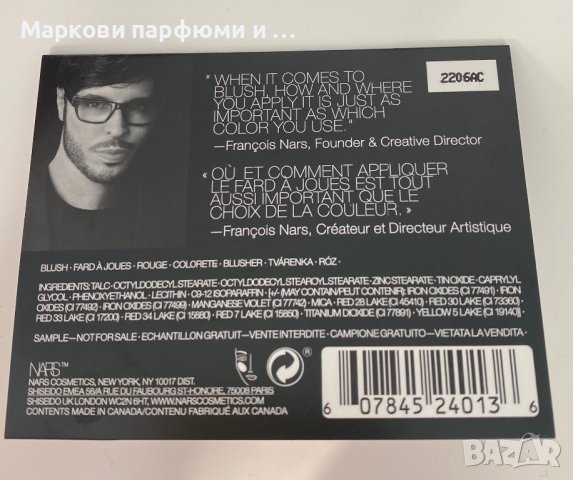 Маркови парфюми и ...
2206AC
" WHEN IT COMES TO
BLUSH, HOW AND WHERE
YOU APPLY IT IS JUST AS
IMPORTANT AS WHICH
COLOR YOU USE."
—François Nars, Founder & Creative Director
« OÙ ET COMMENT APPLIQUER
LE FARD A JOUES EST TOUT
AUSSI IMPORTANT QUE LE
CHOIX DE LA COULEUR. »
—François Nars, Créateur et Directeur Artistique
BLUSH · FARD À JOUES · ROUGE · COLORETE · BLUSHER · TVÁRENKA · RÓZ ·
INGREDIENTS: TALC · OCTYLDODECYL STEARATE · OCTYLDODECYL STEAROYL STEARATE · ZINC STEARATE · TIN OXIDE · CAPRYLYL
GLYCOL · PHENOXYETHANOL · LECITHIN · C9-12 ISOPARAFFIN · [+/- (MAY CONTAIN/PEUT CONTENIR): IRON OXIDES (CI 77491) · IRON
OXIDES (CI 77492) · IRON OXIDES (CI 77499) · MANGANESE VIOLET (CI 77742) · MICA · RED 28 LAKE (CI 45410) · RED 30 LAKE (CI 73360) ·
RED 33 LAKE (CI 17200) · RED 34 LAKE (CI 15880) · RED 7 LAKE (CI 15850) · TITANIUM DIOXIDE (CI 77891) · YELLOW 5 LAKE (CI 19140)]
SAMPLE—NOT FOR SALE · ECHANTILLON GRATUIT—VENTE INTERDITE · CAMPIONE GRATUITO—VIETATA LA VENDITA ·
NARS™
NARS COSMETICS, NEW YORK, NY 10017 DIST.
SHISEIDO EMEA 56/A RUE DU FAUBOURG ST-HONORE, 75008 PARIS
SHISEIDO UK LONDON WC2N 6HT, WWW.NARSCOSMETICS.COM
CONTENTS MADE IN CANADA/CONTENU FABRIQUÉ AUX CANADA
®
6 07845 24013 6
BAZAR